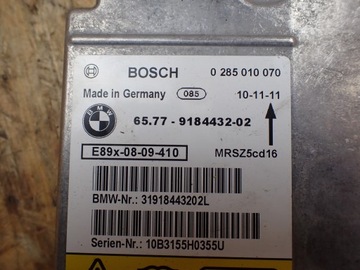 BOSCH 0 285 010 070
Made in Germany 085 10-11-11
BMW
65.77 - 9184432-02
E89x-08-09-410 MRSZ5cd16
BMW-Nr.: 31918443202L
Serien-Nr.: 10B3155H0355U